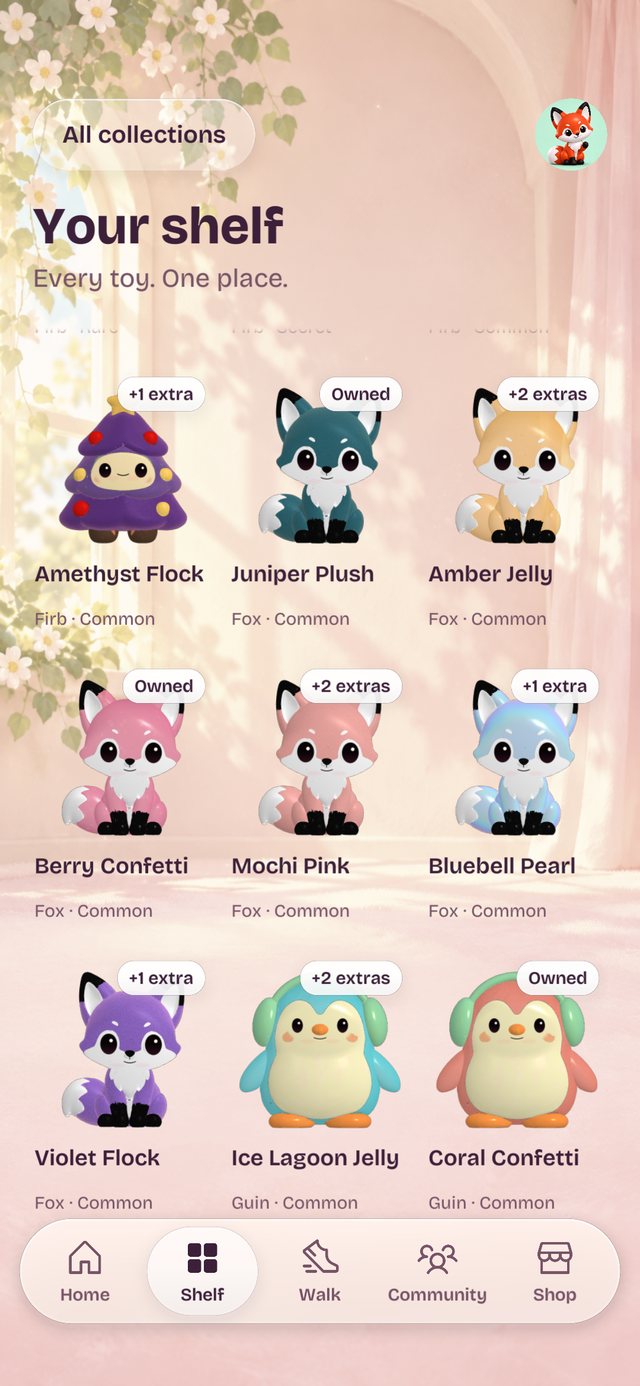 All collections
Your shelf
Every toy. One place.
+1 extra
Owned
+2 extras
Amethyst Flock
Juniper Plush
Amber Jelly
Firb · Common
Fox · Common
Fox · Common
Owned
+2 extras
+1 extra
Berry Confetti
Mochi Pink
Bluebell Pearl
Fox · Common
Fox · Common
Fox · Common
+1 extra
+2 extras
Owned
Violet Flock
Ice Lagoon Jelly
Coral Confetti
Fox · Common
Guin · Common
Guin · Common
Home
Shelf
Walk
Community
Shop